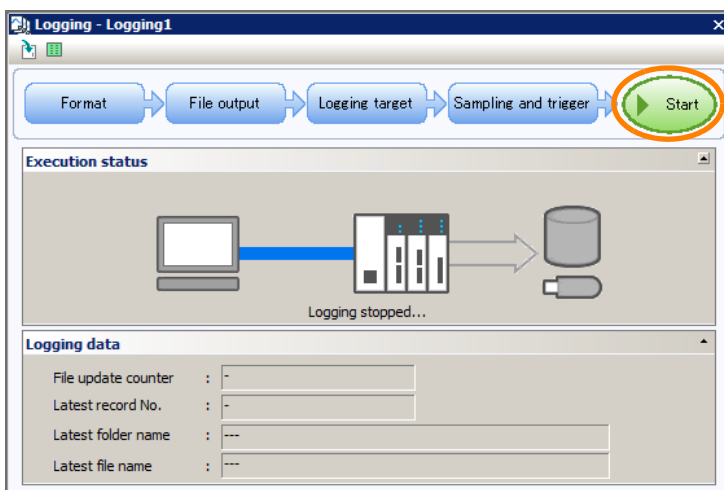 Logging - Logging1
Format File output Logging target Sampling and trigger Start
Execution status
Logging stopped...
Logging data
File update counter : -
Latest record No. : -
Latest folder name : ---
Latest file name : ---